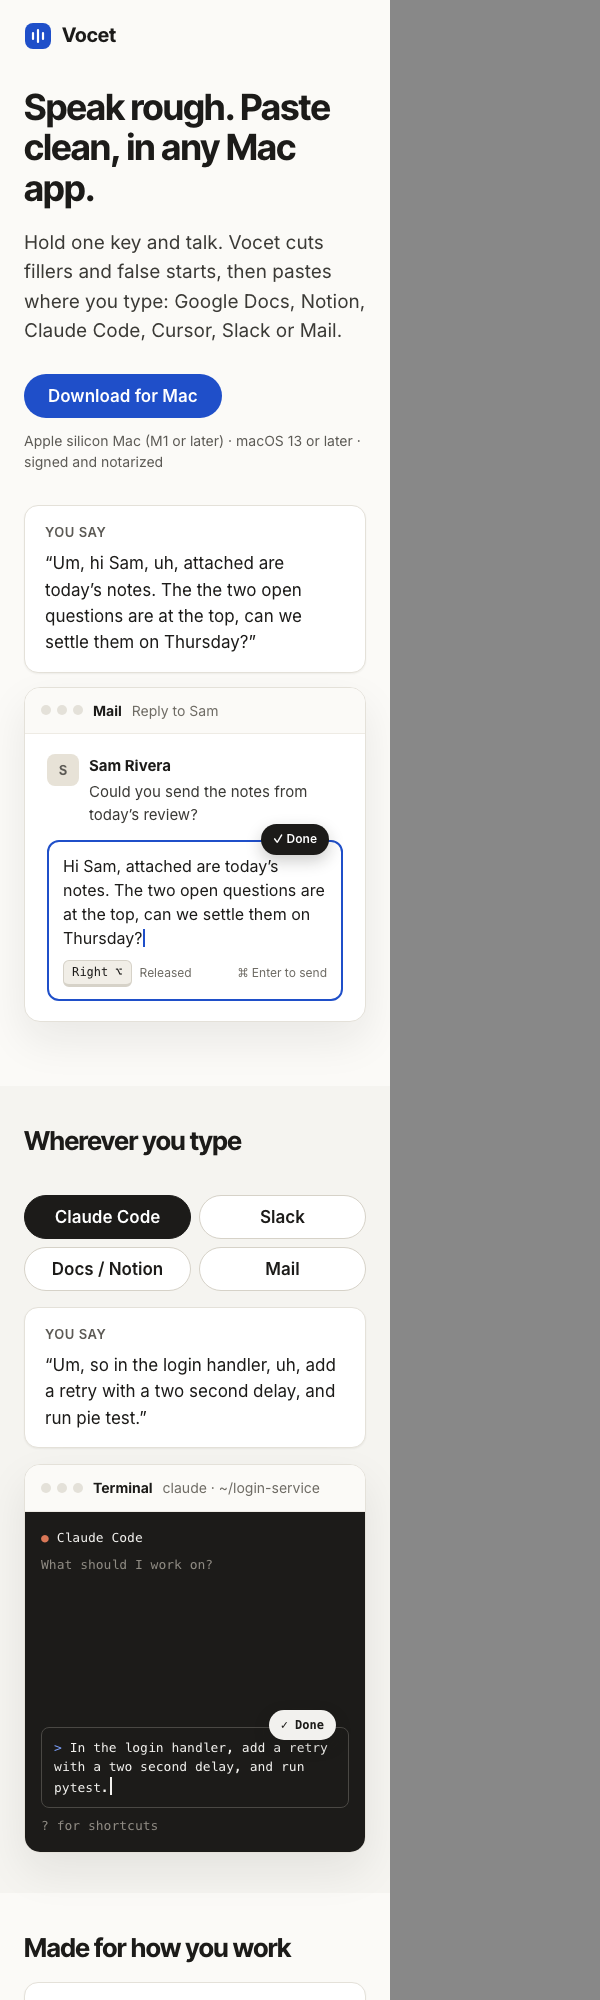 Vocet
Speak rough. Paste
clean, in any Mac
app.
Hold one key and talk. Vocet cuts
fillers and false starts, then pastes
where you type: Google Docs, Notion,
Claude Code, Cursor, Slack or Mail.
Download for Mac
Apple silicon Mac (M1 or later) · macOS 13 or later ·
signed and notarized
YOU SAY
“Um, hi Sam, uh, attached are
today’s notes. The the two open
questions are at the top, can we
settle them on Thursday?”
Mail Reply to Sam
S
Sam Rivera
Could you send the notes from
today’s review?
✓ Done
Hi Sam, attached are today’s
notes. The two open questions are
at the top, can we settle them on
Thursday?
Right ⌥ Released ⌘ Enter to send
Wherever you type
Claude Code Slack
Docs / Notion Mail
YOU SAY
“Um, so in the login handler, uh, add
a retry with a two second delay, and
run pie test.”
Terminal claude · ~/login-service
● Claude Code
What should I work on?
✓ Done
> In the login handler, add a retry
with a two second delay, and run
pytest.
? for shortcuts
Made for how you work